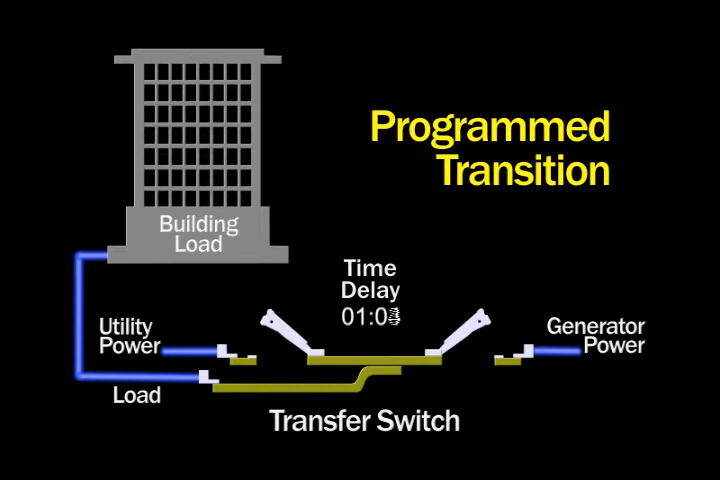 Programmed
Transition
Building
Load
Time
Delay
Utility
Power
Generator
Power
Load
Transfer Switch